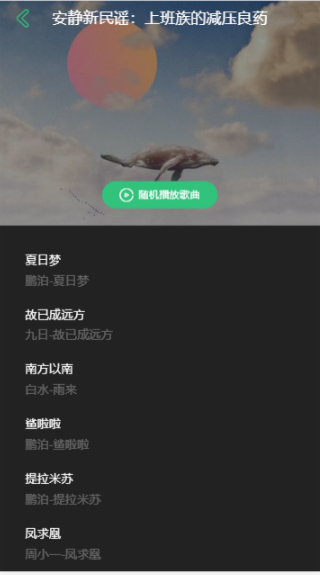 安静新民谣：上班族的减压良药
随机播放歌曲
夏日梦
鹏泊-夏日梦
故已成远方
九日-故已成远方
南方以南
白水-雨来
鲨啦啦
鹏泊-鲨啦啦
提拉米苏
鹏泊-提拉米苏
凤求凰
周小一-凤求凰